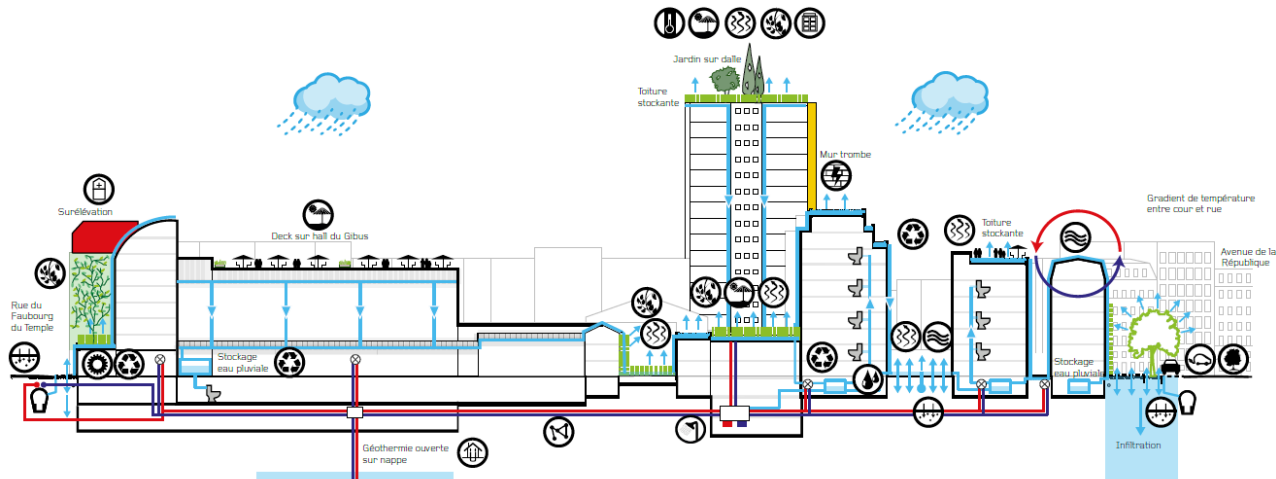 Jardin sur dalle
Toiture
stockante
Mur trombe
Surélévation
Deck sur hall du Gibus
Toiture
stockante
Gradient de température
entre cour et rue
Avenue de la
République
Rue du
Faubourg
du Temple
Stockage
eau pluviale
Stockage
eau pluviale
Géothermie ouverte
sur nappe
Infiltration